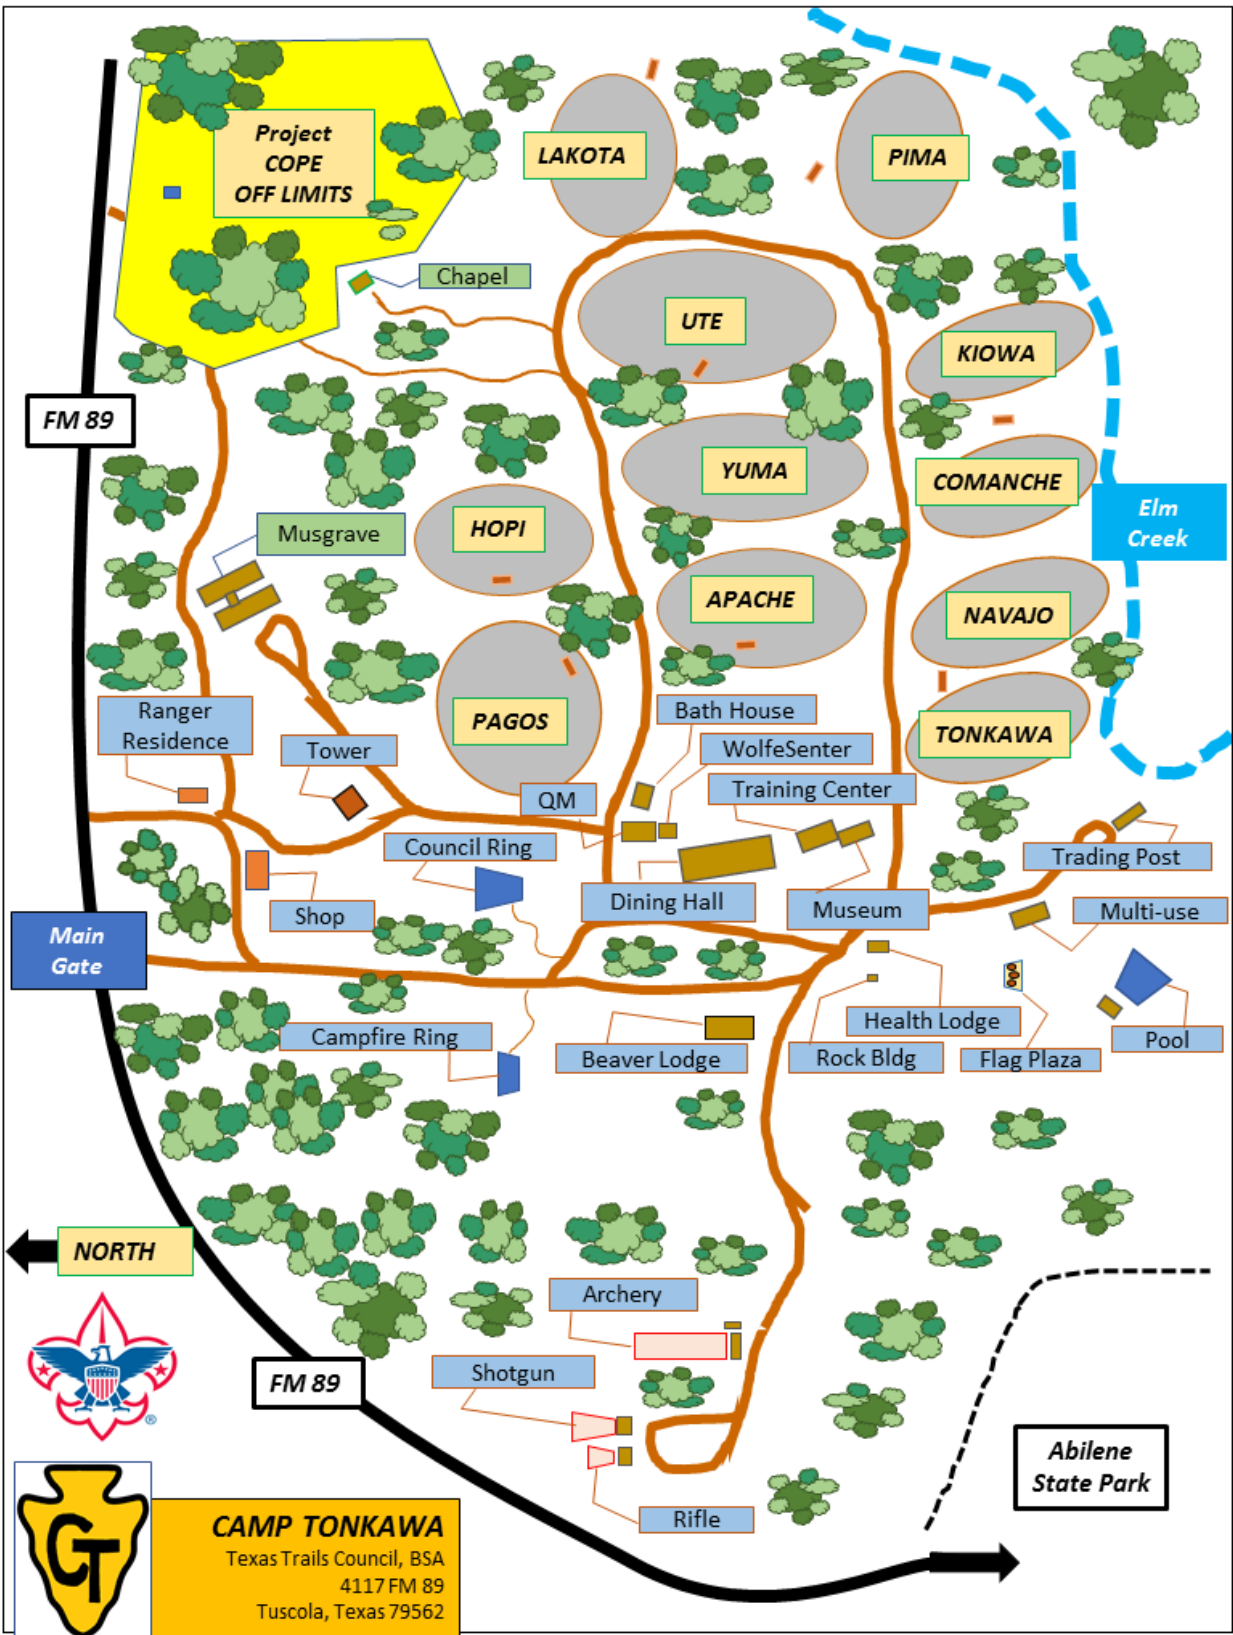 Project
COPE
OFF LIMITS
LAKOTA
PIMA
Chapel
UTE
KIOWA
FM 89
YUMA
COMANCHE
Elm
Creek
HOPI
Musgrave
APACHE
NAVAJO
PAGOS
TONKAWA
Ranger
Residence
Tower
Bath House
WolfeSenter
Training Center
QM
Council Ring
Trading Post
Dining Hall
Museum
Multi-use
Shop
Main
Gate
Health Lodge
Campfire Ring
Beaver Lodge
Rock Bldg
Flag Plaza
Pool
NORTH
Archery
Shotgun
FM 89
Abilene
State Park
Rifle
®
CT
CAMP TONKAWA
Texas Trails Council, BSA
4117 FM 89
Tuscola, Texas 79562